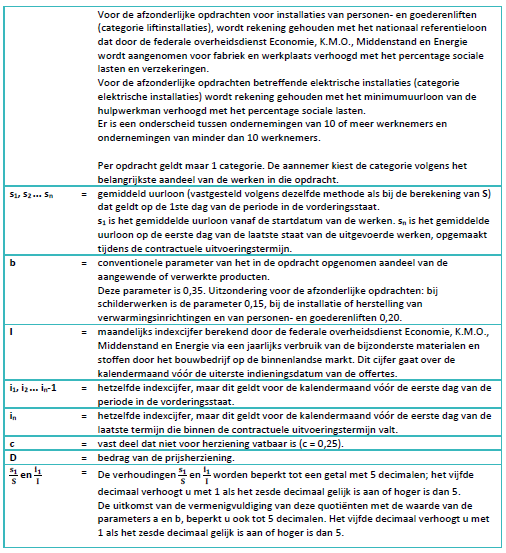 Voor de afzonderlijke opdrachten voor installaties van personen- en goederenliften
(categorie liftinstallaties), wordt rekening gehouden met het nationaal referentieloon
dat door de federale overheidsdienst Economie, K.M.O., Middenstand en Energie
wordt aangenomen voor fabriek en werkplaats verhoogd met het percentage sociale
lasten en verzekeringen.
Voor de afzonderlijke opdrachten betreffende elektrische installaties (categorie
elektrische installaties) wordt rekening gehouden met het minimumuurloon van de
hulpwerkman verhoogd met het percentage sociale lasten.
Er is een onderscheid tussen ondernemingen van 10 of meer werknemers en
ondernemingen van minder dan 10 werknemers.
Per opdracht geldt maar 1 categorie. De aannemer kiest de categorie volgens het
belangrijkste aandeel van de werken in die opdracht.
s₁, s₂ ... sₙ = gemiddeld uurloon (vastgesteld volgens dezelfde methode als bij de berekening van S)
dat geldt op de 1ste dag van de periode in de vorderingsstaat.
s₁ is het gemiddelde uurloon vanaf de startdatum van de werken. sₙ is het gemiddelde
uurloon op de eerste dag van de laatste staat van de uitgevoerde werken, opgemaakt
tijdens de contractuele uitvoeringstermijn.
b = conventionele parameter van het in de opdracht opgenomen aandeel van de
aangewende of verwerkte producten.
Deze parameter is 0,35. Uitzondering voor de afzonderlijke opdrachten: bij
schilderwerken is de parameter 0,15, bij de installatie of herstelling van
verwarmingsinrichtingen en van personen- en goederenliften 0,20.
I = maandelijks indexcijfer berekend door de federale overheidsdienst Economie, K.M.O.,
Middenstand en Energie via een jaarlijks verbruik van de bijzonderste materialen en
stoffen door het bouwbedrijf op de binnenlandse markt. Dit cijfer gaat over de
kalendermaand vóór de uiterste indieningsdatum van de offertes.
i₁, i₂ ... iₙ-1 = hetzelfde indexcijfer, maar dit geldt voor de kalendermaand vóór de eerste dag van de
periode in de vorderingsstaat.
iₙ = hetzelfde indexcijfer, maar dit geldt voor de kalendermaand vóór de eerste dag van de
laatste termijn die binnen de contractuele uitvoeringstermijn valt.
c = vast deel dat niet voor herziening vatbaar is (c = 0,25).
D = bedrag van de prijsherziening.
s₁/S en i₁/I = De verhoudingen s₁/S en i₁/I worden beperkt tot een getal met 5 decimalen; het vijfde
decimaal verhoogt u met 1 als het zesde decimaal gelijk is aan of hoger is dan 5.
De uitkomst van de vermenigvuldiging van deze quotiënten met de waarde van de
parameters a en b, beperkt u ook tot 5 decimalen. Het vijfde decimaal verhoogt u met
1 als het zesde decimaal gelijk is aan of hoger is dan 5.